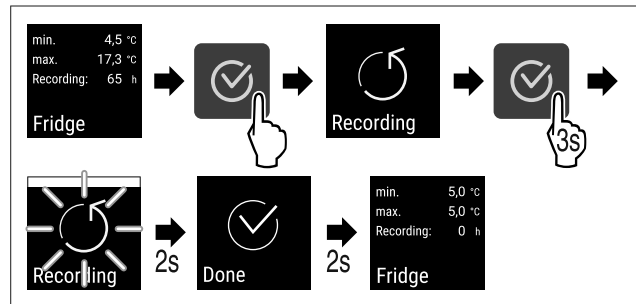 min. 4,5 °C
max. 17,3 °C
Recording: 65 h
Fridge
Recording
3s
Recording
2s
Done
2s
min. 5,0 °C
max. 5,0 °C
Recording: 0 h
Fridge